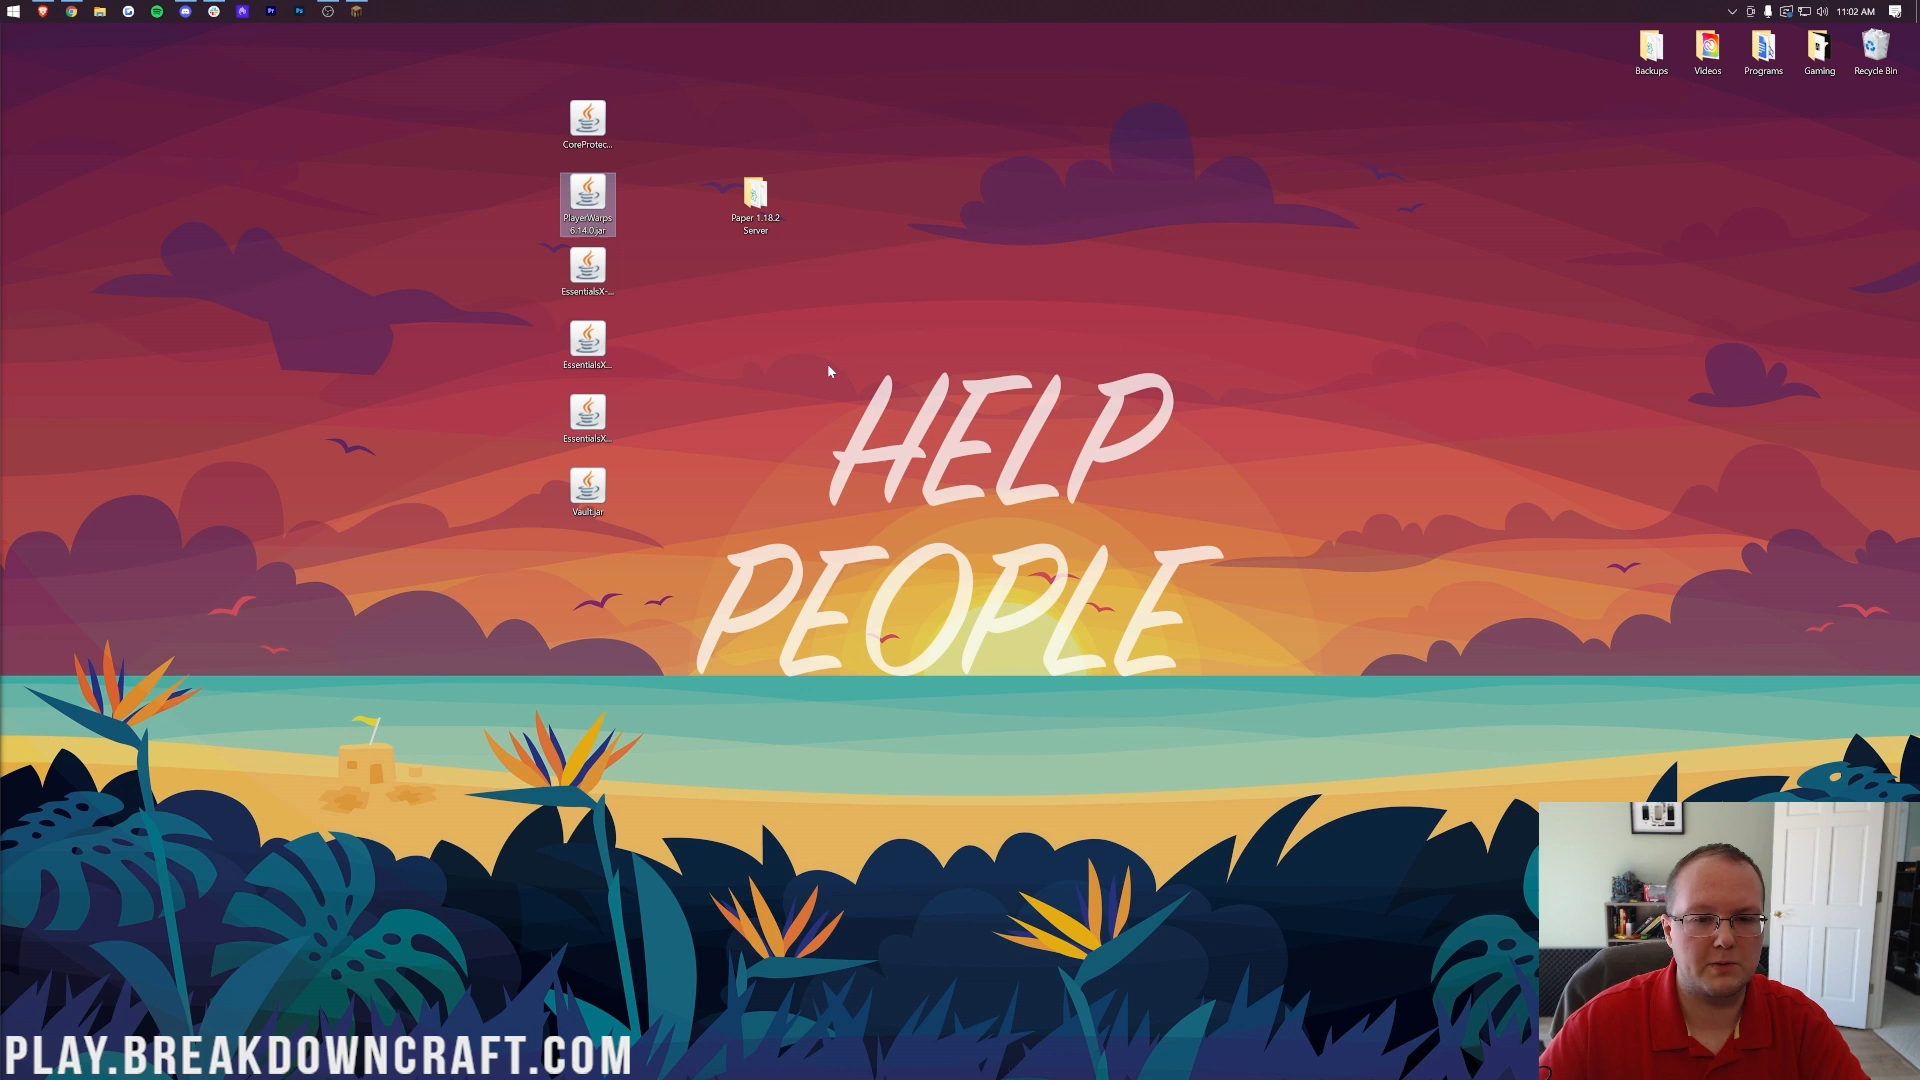 11:02 AM
Backups
Videos
Programs
Gaming
Recycle Bin
CoreProtec...
PlayerWarps
6.14.0.jar
Paper 1.18.2
Server
EssentialsX-...
EssentialsX...
EssentialsX...
Vault.jar
HELP
PEOPLE
PLAY.BREAKDOWNCRAFT.COM